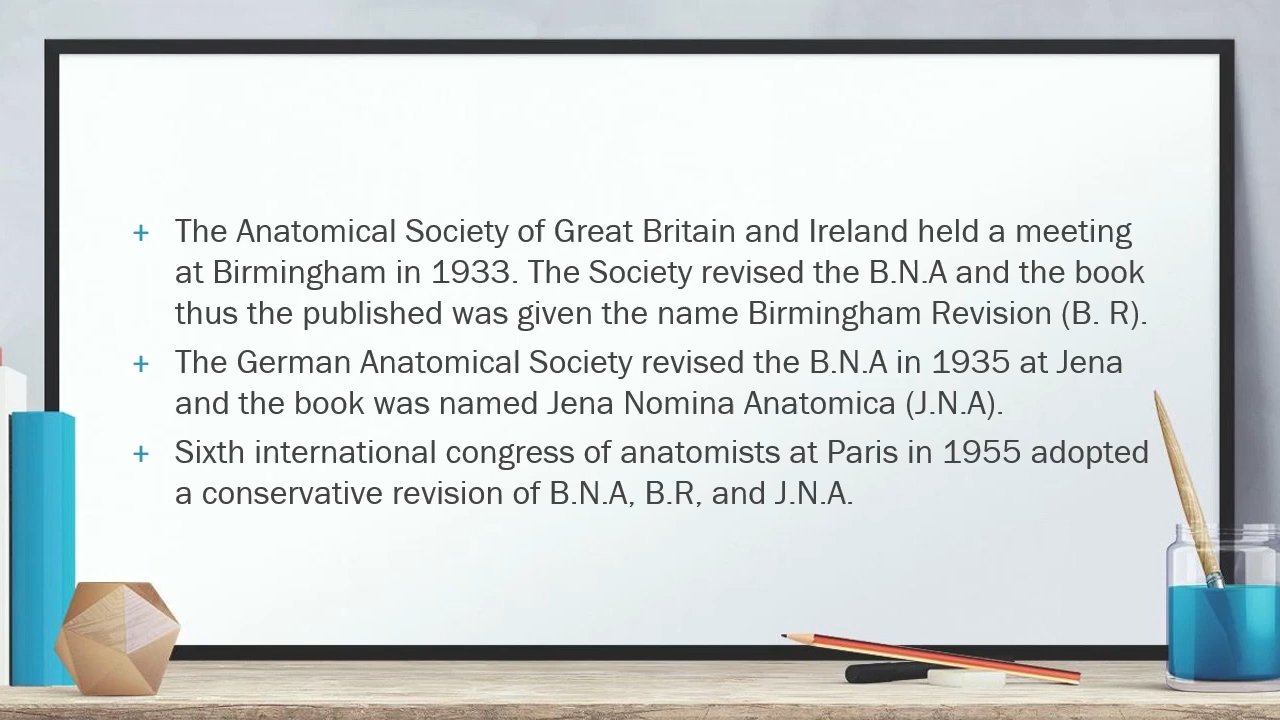 + The Anatomical Society of Great Britain and Ireland held a meeting
at Birmingham in 1933. The Society revised the B.N.A and the book
thus the published was given the name Birmingham Revision (B. R).
+ The German Anatomical Society revised the B.N.A in 1935 at Jena
and the book was named Jena Nomina Anatomica (J.N.A).
+ Sixth international congress of anatomists at Paris in 1955 adopted
a conservative revision of B.N.A, B.R, and J.N.A.